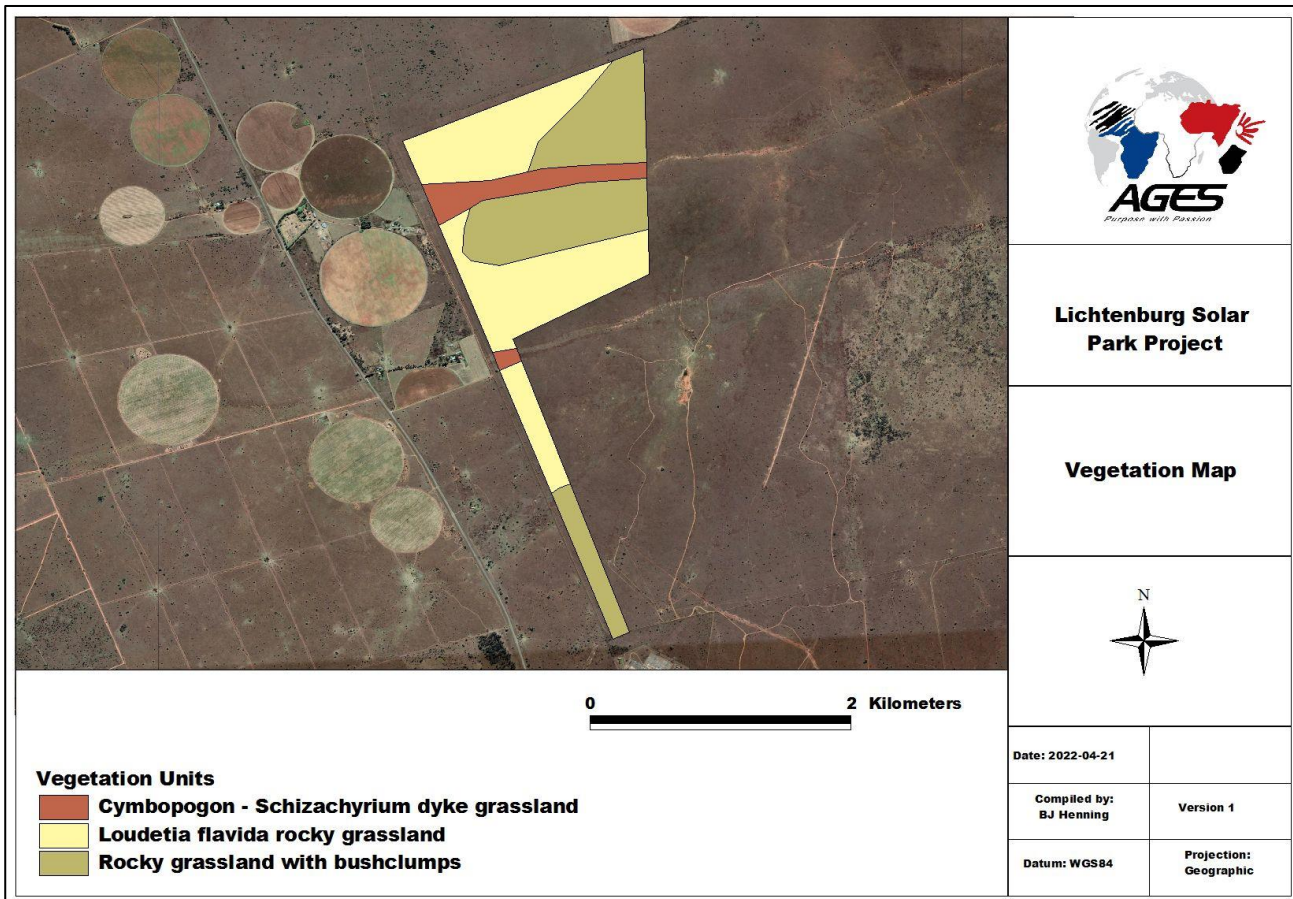 AGES
Purpose with Passion
Lichtenburg Solar
Park Project
Vegetation Map
N
0 2 Kilometers
Vegetation Units
Cymbopogon - Schizachyrium dyke grassland
Loudetia flavida rocky grassland
Rocky grassland with bushclumps
Date: 2022-04-21
Compiled by:
BJ Henning
Version 1
Datum: WGS84
Projection:
Geographic